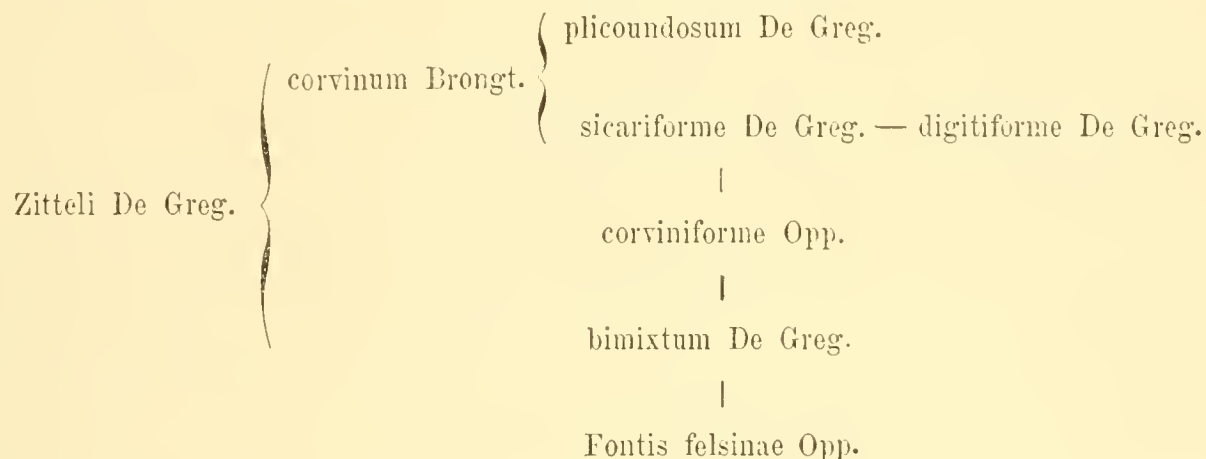 plicoundosum De Greg.
corvinum Brongt.
sicariforme De Greg. — digitiforme De Greg.
Zitteli De Greg.
corviniforme Opp.
bimixtum De Greg.
Fontis felsinae Opp.